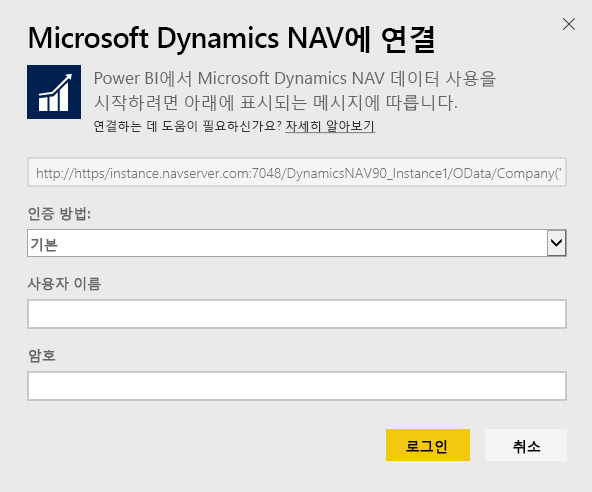 Microsoft Dynamics NAV에 연결
Power BI에서 Microsoft Dynamics NAV 데이터 사용을
시작하려면 아래에 표시되는 메시지에 따릅니다.
연결하는 데 도움이 필요하신가요? 자세히 알아보기
http://https/instance.navserver.com:7048/DynamicsNAV90_Instance1/OData/Company('
인증 방법:
기본
사용자 이름
암호
로그인
취소